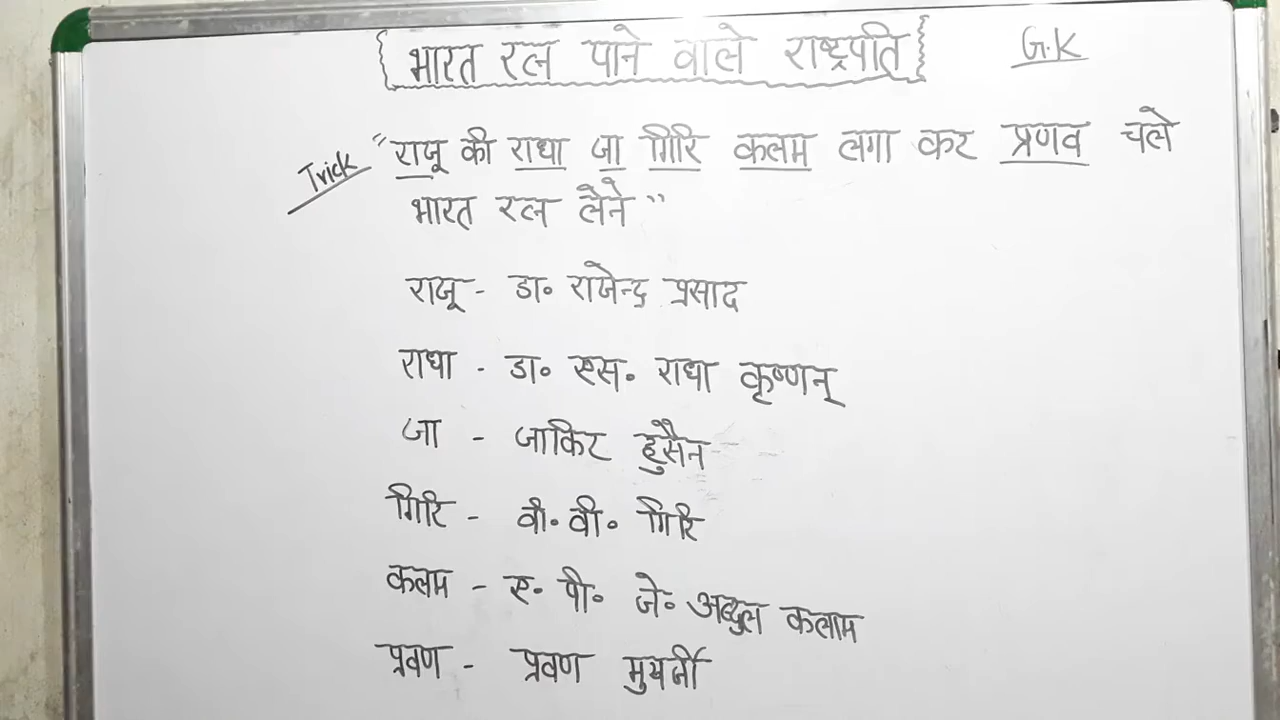 भारत रत्न पाने वाले राष्ट्रपति G.K
Trick "राजू की राधा जा गिरि कलम लगा कर प्रणव चले
भारत रत्न लेने"
राजू - डा० राजेन्द्र प्रसाद
राधा - डा० एस० राधा कृष्णन्
जा - जाकिर हुसैन
गिरि - वी० वी० गिरि
कलम - ए० पी० जे० अब्दुल कलाम
प्रवण - प्रवण मुखर्जी